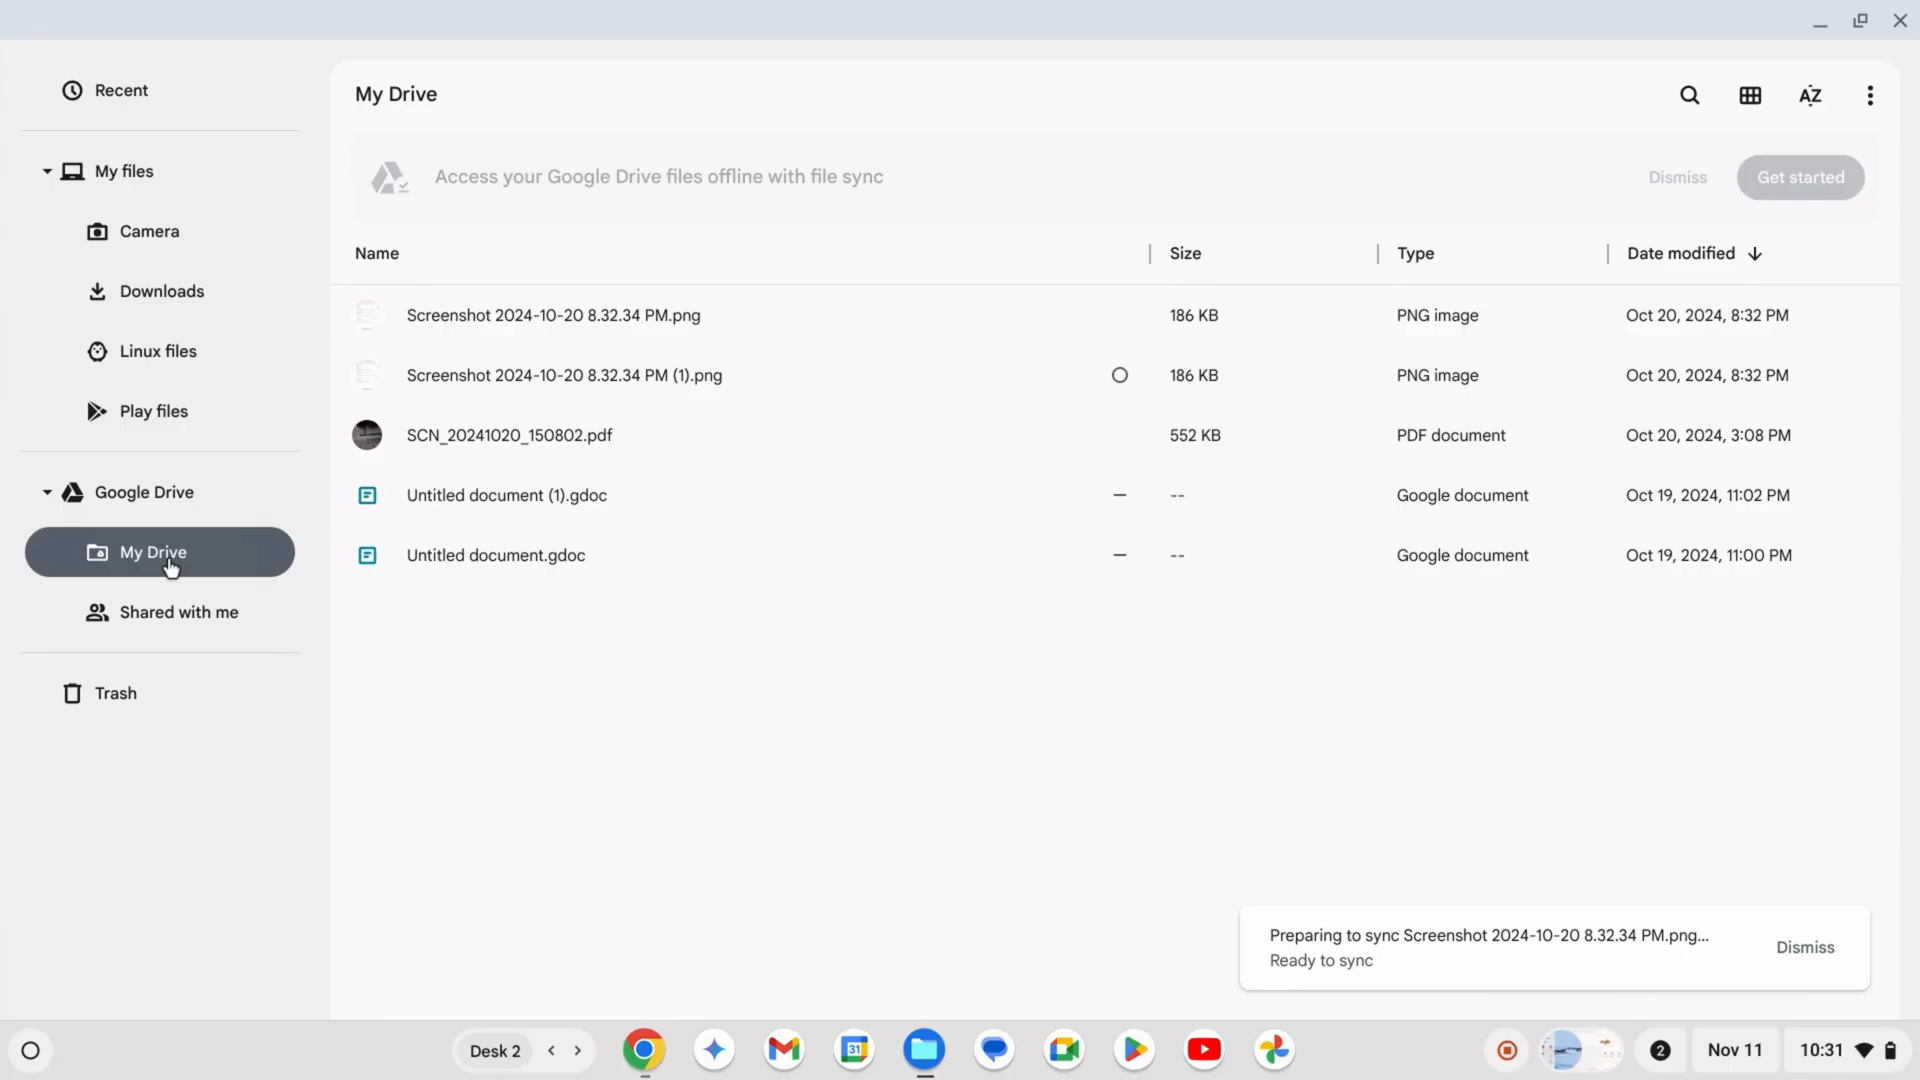 Recent
My files
Camera
Downloads
Linux files
Play files
Google Drive
My Drive
Shared with me
Trash
My Drive
AZ
Access your Google Drive files offline with file sync
Dismiss
Get started
Name Size Type Date modified
Screenshot 2024-10-20 8.32.34 PM.png 186 KB PNG image Oct 20, 2024, 8:32 PM
Screenshot 2024-10-20 8.32.34 PM (1).png 186 KB PNG image Oct 20, 2024, 8:32 PM
SCN_20241020_150802.pdf 552 KB PDF document Oct 20, 2024, 3:08 PM
Untitled document (1).gdoc -- Google document Oct 19, 2024, 11:02 PM
Untitled document.gdoc -- Google document Oct 19, 2024, 11:00 PM
Preparing to sync Screenshot 2024-10-20 8.32.34 PM.png...
Ready to sync
Dismiss
Desk 2
31
2
Nov 11
10:31